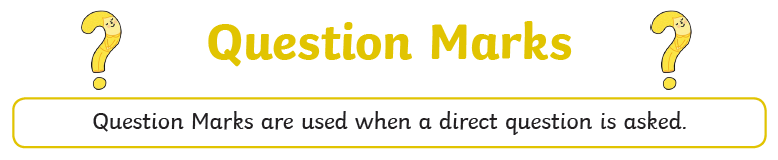 Question Marks
Question Marks are used when a direct question is asked.